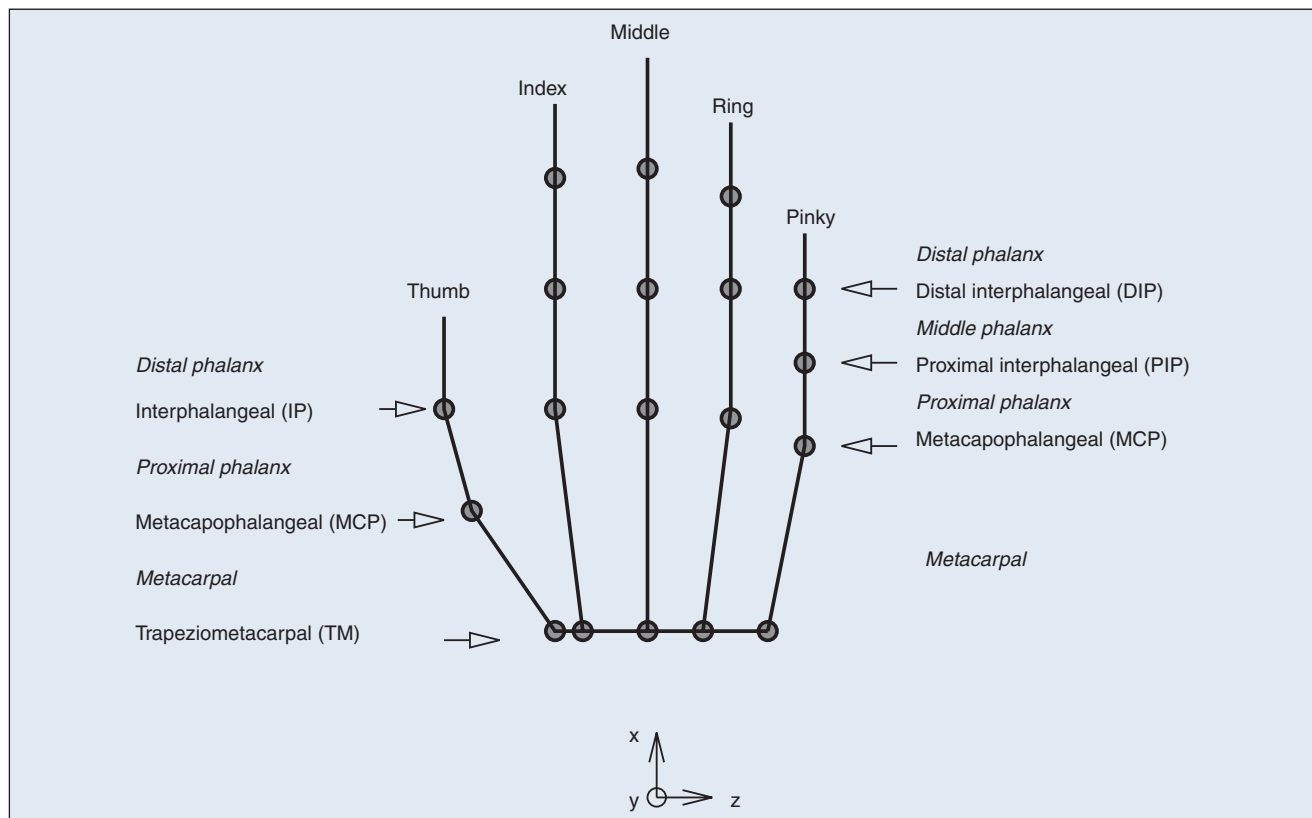 Middle
Index
Ring
Pinky
Thumb
Distal phalanx
Interphalangeal (IP)
Proximal phalanx
Metacapophalangeal (MCP)
Metacarpal
Trapeziometacarpal (TM)
Distal phalanx
Distal interphalangeal (DIP)
Middle phalanx
Proximal interphalangeal (PIP)
Proximal phalanx
Metacapophalangeal (MCP)
Metacarpal
x
y
z